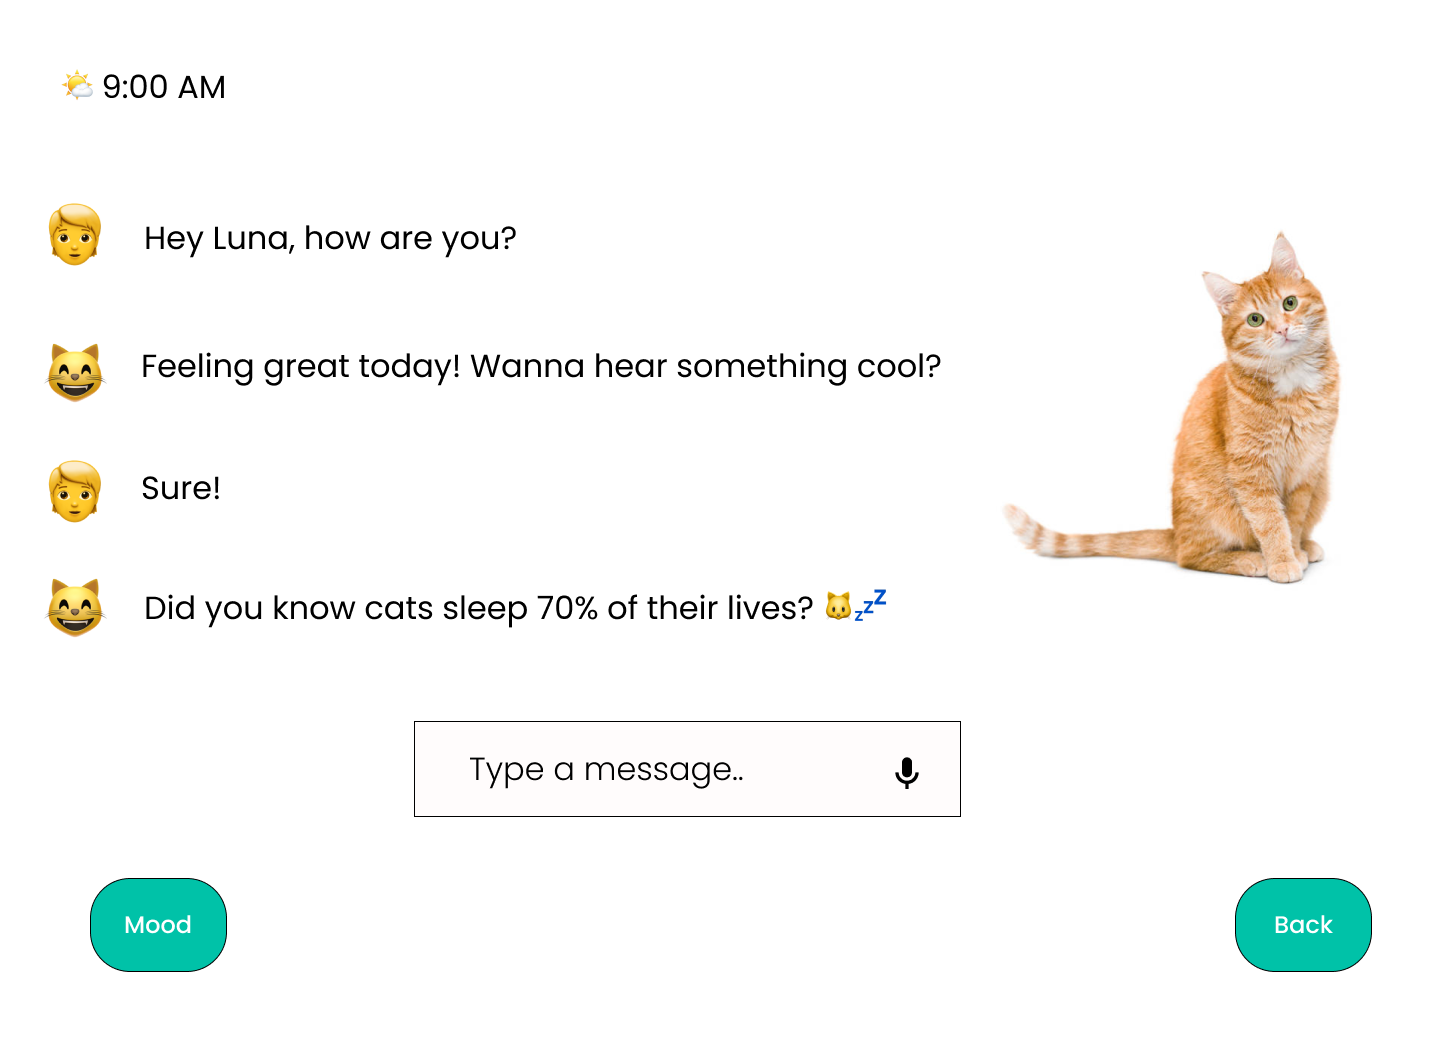 🌤️ 9:00 AM
Hey Luna, how are you?
Feeling great today! Wanna hear something cool?
Sure!
Did you know cats sleep 70% of their lives? 🐱💤
Type a message..
Mood
Back